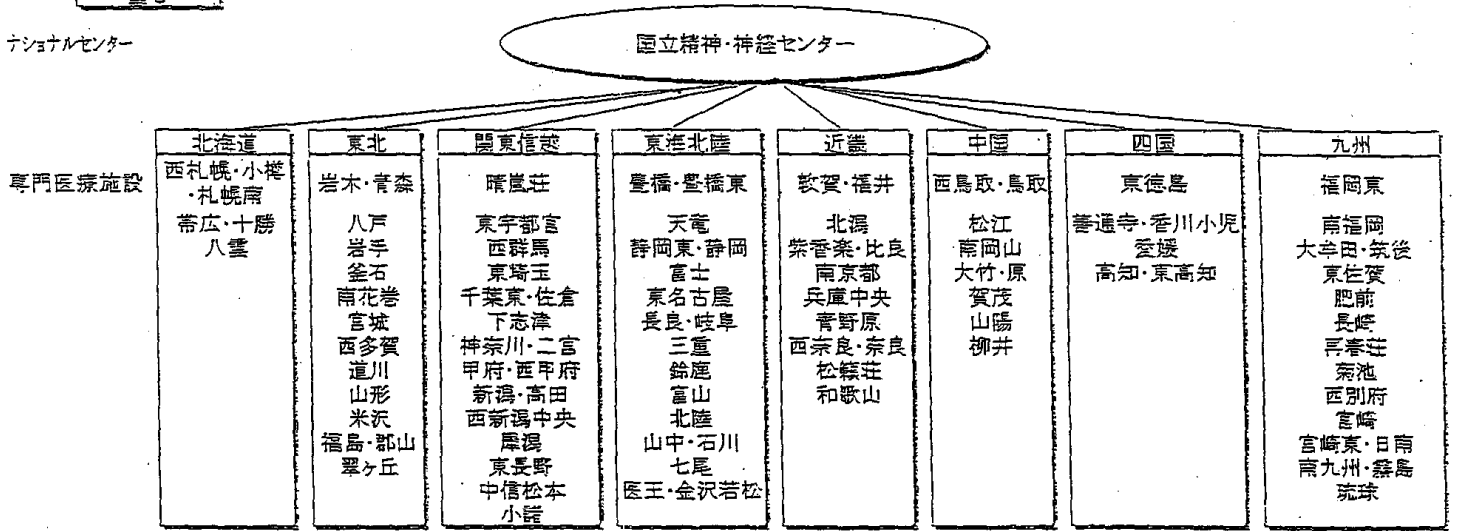 重心
ナショナルセンター
国立精神・神経センター
専門医療施設
北海道
西札幌・小樽
・札幌南
帯広・十勝
八雲
東北
岩木・青森
八戸
岩手
釜石
南花巻
宮城
西多賀
道川
山形
米沢
福島・郡山
翠ヶ丘
関東信越
晴嵐荘
東宇都宮
西群馬
東埼玉
千葉東・佐倉
下志津
神奈川・二宮
甲府・西甲府
新潟・高田
西新潟中央
犀潟
東長野
中信松本
小諸
東海北陸
豊橋・豊橋東
天竜
静岡東・静岡
富士
東名古屋
長良・岐阜
三重
鈴鹿
富山
北陸
山中・石川
七尾
医王・金沢若松
近畿
敦賀・福井
北潟
紫香楽・比良
南京都
兵庫中央
青野原
西奈良・奈良
松籟荘
和歌山
中国
西鳥取・鳥取
松江
南岡山
大竹・原
賀茂
山陽
柳井
四国
東徳島
善通寺・香川小児
愛媛
高知・東高知
九州
福岡東
南福岡
大牟田・筑後
東佐賀
肥前
長崎
再春荘
菊池
西別府
宮崎
宮崎東・日南
南九州・霧島
琉球